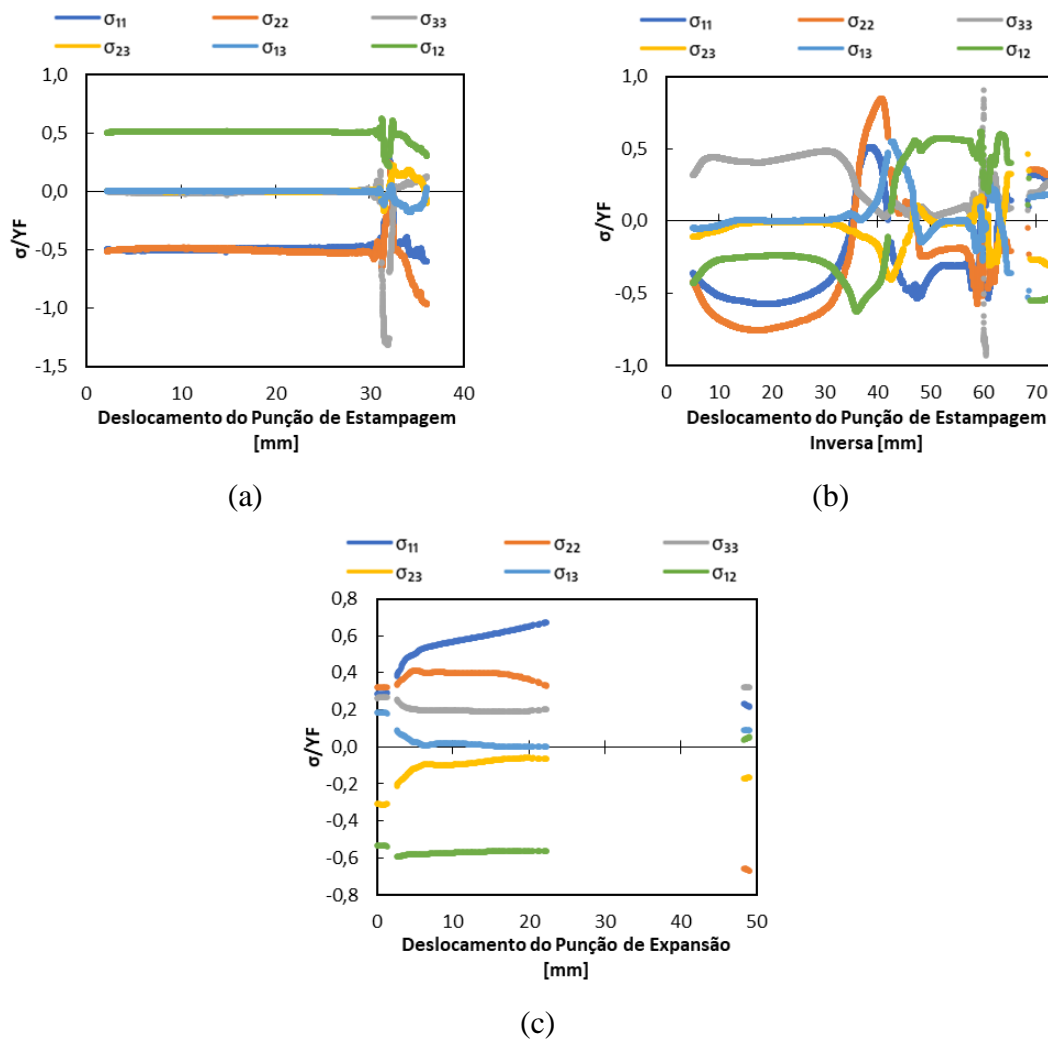 σ11 σ22 σ33
σ23 σ13 σ12
1,0
0,5
0,0
-0,5
-1,0
-1,5
σ/YF
0 10 20 30 40
Deslocamento do Punção de Estampagem
[mm]
(a)
σ11 σ22 σ33
σ23 σ13 σ12
1,0
0,5
0,0
-0,5
-1,0
σ/YF
0 10 20 30 40 50 60 70
Deslocamento do Punção de Estampagem
Inversa [mm]
(b)
σ11 σ22 σ33
σ23 σ13 σ12
0,8
0,6
0,4
0,2
0,0
-0,2
-0,4
-0,6
-0,8
σ/YF
0 10 20 30 40 50
Deslocamento do Punção de Expansão
[mm]
(c)